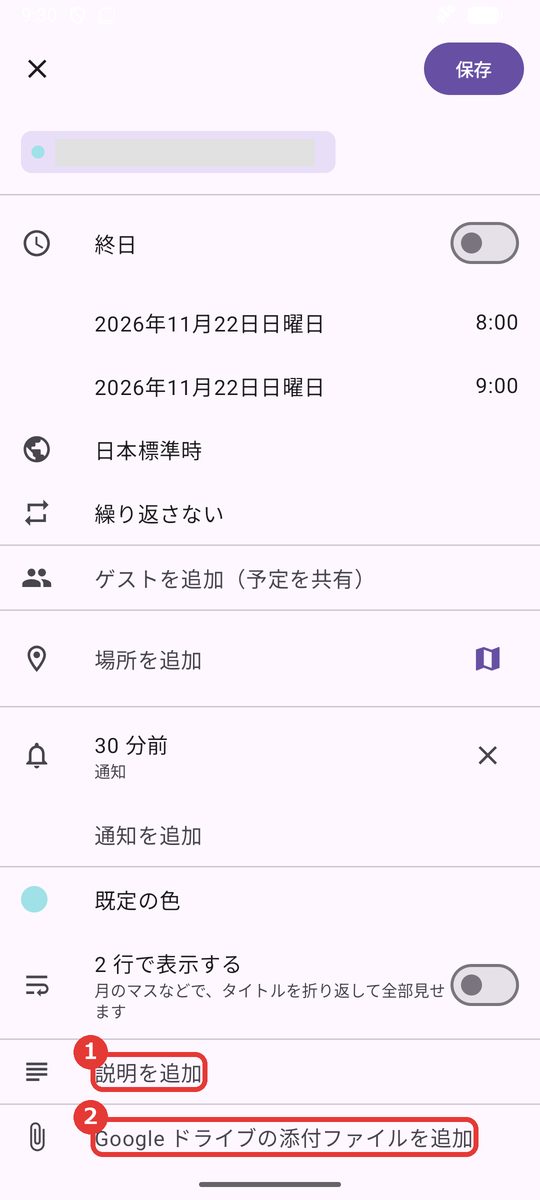 保存
終日
2026年11月22日日曜日 8:00
2026年11月22日日曜日 9:00
日本標準時
繰り返さない
ゲストを追加（予定を共有）
場所を追加
30 分前
通知
通知を追加
既定の色
2 行で表示する
月のマスなどで、タイトルを折り返して全部見せ
ます
1
説明を追加
2
Google ドライブの添付ファイルを追加